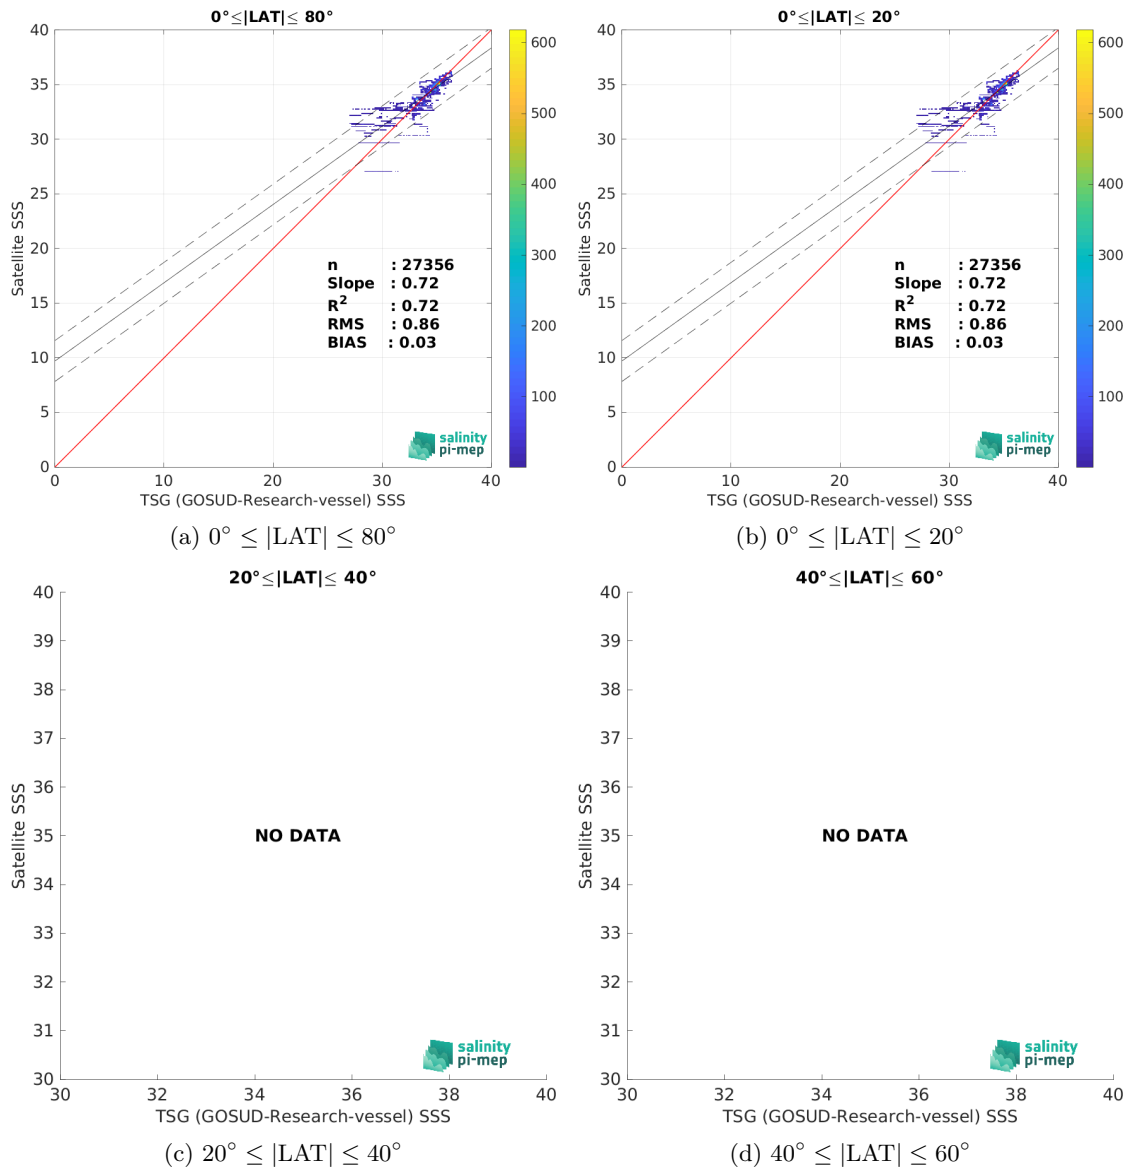 0°≤|LAT|≤ 80°
40
35
30
25
20
15
10
5
0
0
10
20
30
40
Satellite SSS
TSG (GOSUD-Research-vessel) SSS
n : 27356
Slope : 0.72
R² : 0.72
RMS : 0.86
BIAS : 0.03
salinity
pi-mep
600
500
400
300
200
100
(a) 0° ≤ |LAT| ≤ 80°
0°≤|LAT|≤ 20°
40
35
30
25
20
15
10
5
0
0
10
20
30
40
Satellite SSS
TSG (GOSUD-Research-vessel) SSS
n : 27356
Slope : 0.72
R² : 0.72
RMS : 0.86
BIAS : 0.03
salinity
pi-mep
600
500
400
300
200
100
(b) 0° ≤ |LAT| ≤ 20°
20°≤|LAT|≤ 40°
40
39
38
37
36
35
34
33
32
31
30
30
32
34
36
38
40
Satellite SSS
NO DATA
salinity
pi-mep
TSG (GOSUD-Research-vessel) SSS
(c) 20° ≤ |LAT| ≤ 40°
40°≤|LAT|≤ 60°
40
39
38
37
36
35
34
33
32
31
30
30
32
34
36
38
40
Satellite SSS
NO DATA
salinity
pi-mep
TSG (GOSUD-Research-vessel) SSS
(d) 40° ≤ |LAT| ≤ 60°